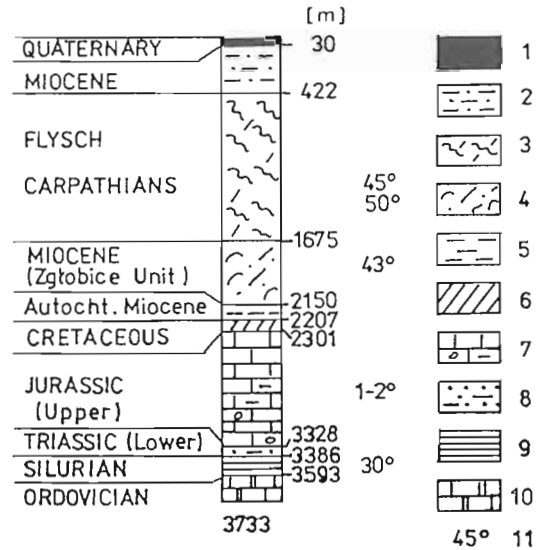 [m]
QUATERNARY 30
MIOCENE 422
FLYSCH
CARPATHIANS 45°
50°
1675
MIOCENE 43°
(Zgtobice Unit)
2150
Autocht. Miocene 2207
CRETACEOUS 2301
JURASSIC 1-2°
(Upper)
3328
TRIASSIC (Lower) 3386
SILURIAN 30°
3593
ORDOVICIAN
3733
1
2
3
4
5
6
7
8
9
10
45° 11